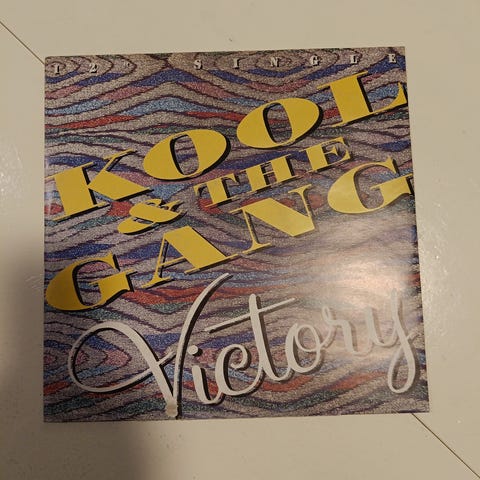 12" SINGLE
KOOL
& THE
GANG
Victory